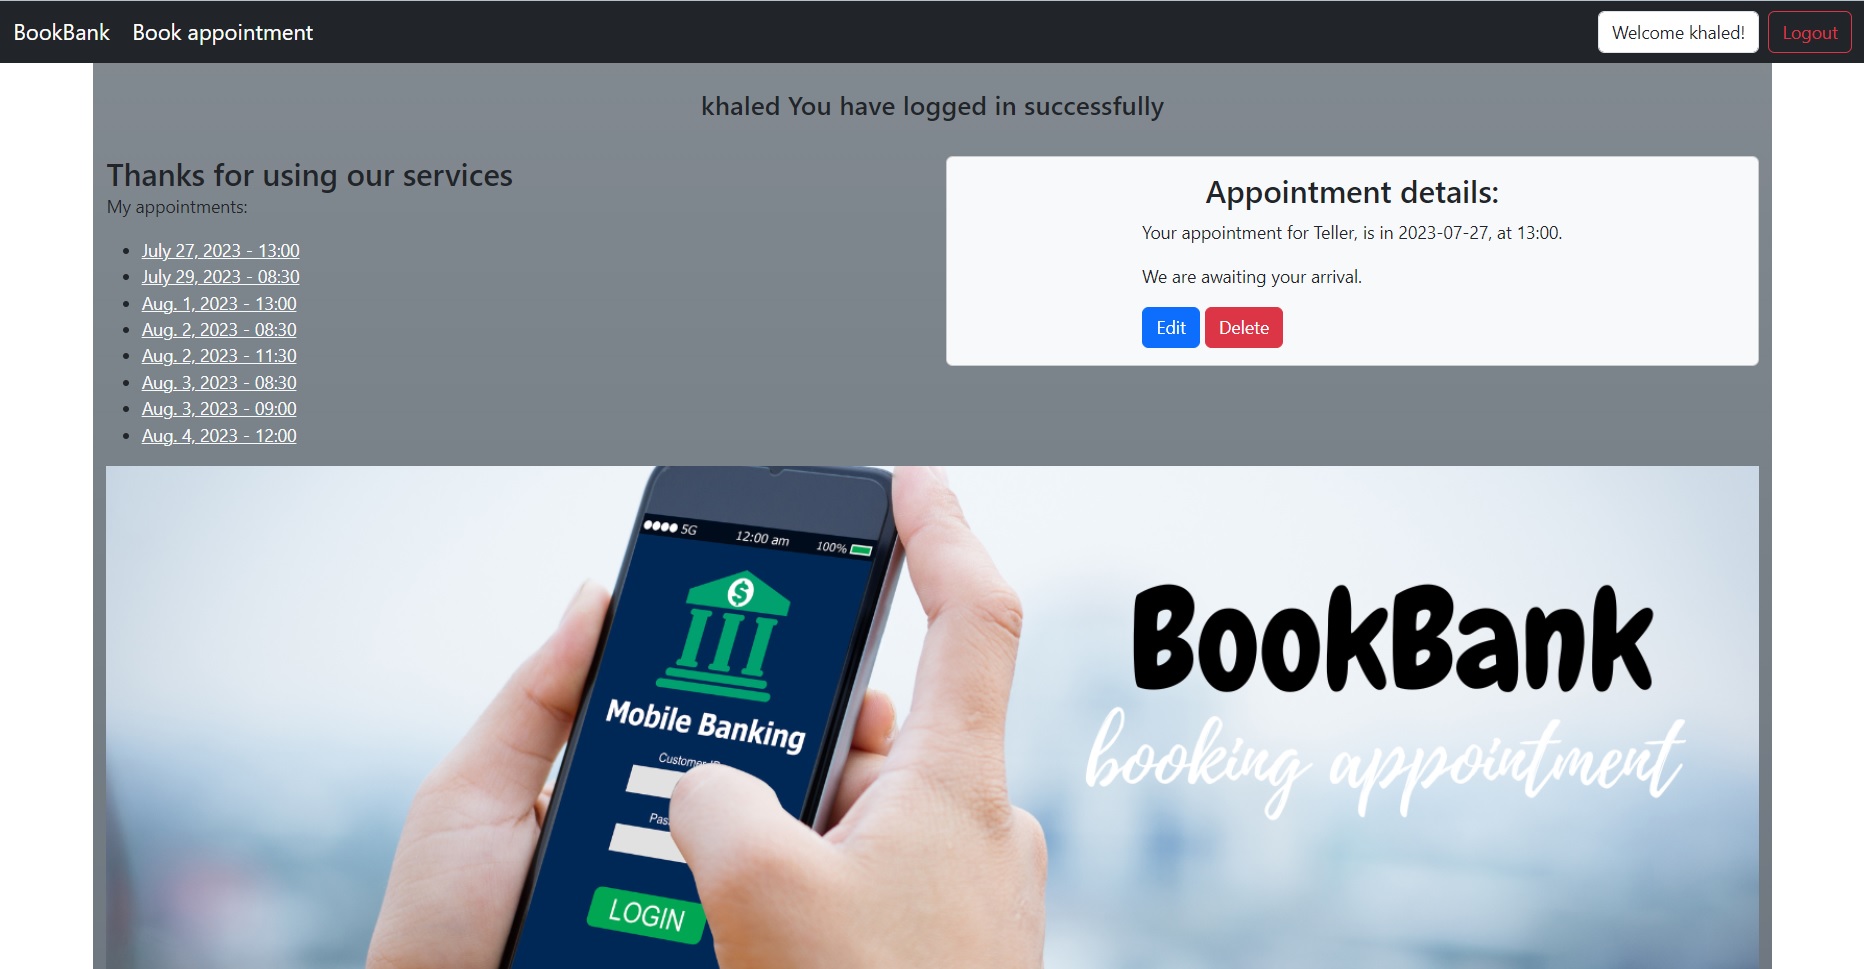 BookBank Book appointment Welcome khaled! Logout
khaled You have logged in successfully
Thanks for using our services
My appointments:
July 27, 2023 - 13:00
July 29, 2023 - 08:30
Aug. 1, 2023 - 13:00
Aug. 2, 2023 - 08:30
Aug. 2, 2023 - 11:30
Aug. 3, 2023 - 08:30
Aug. 3, 2023 - 09:00
Aug. 4, 2023 - 12:00
Appointment details:
Your appointment for Teller, is in 2023-07-27, at 13:00.
We are awaiting your arrival.
Edit Delete
5G 12:00 am 100%
$
Mobile Banking
Customer
LOGIN
BookBank
booking appointment